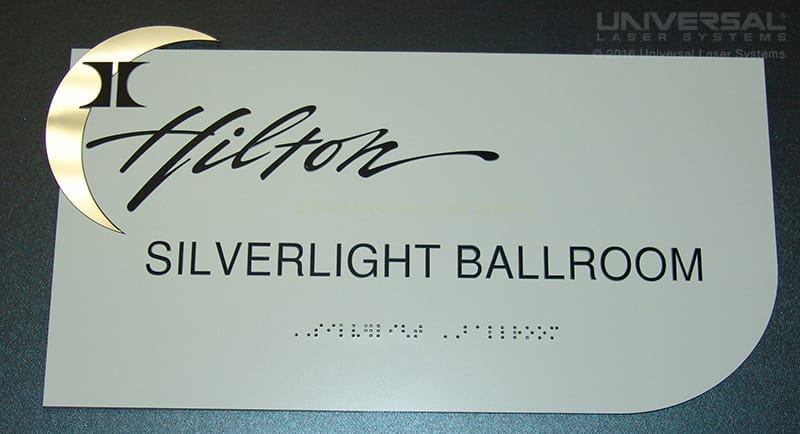 UNIVERSAL
LASER SYSTEMS
© 2016 Universal Laser Systems
Hilton
SILVERLIGHT BALLROOM